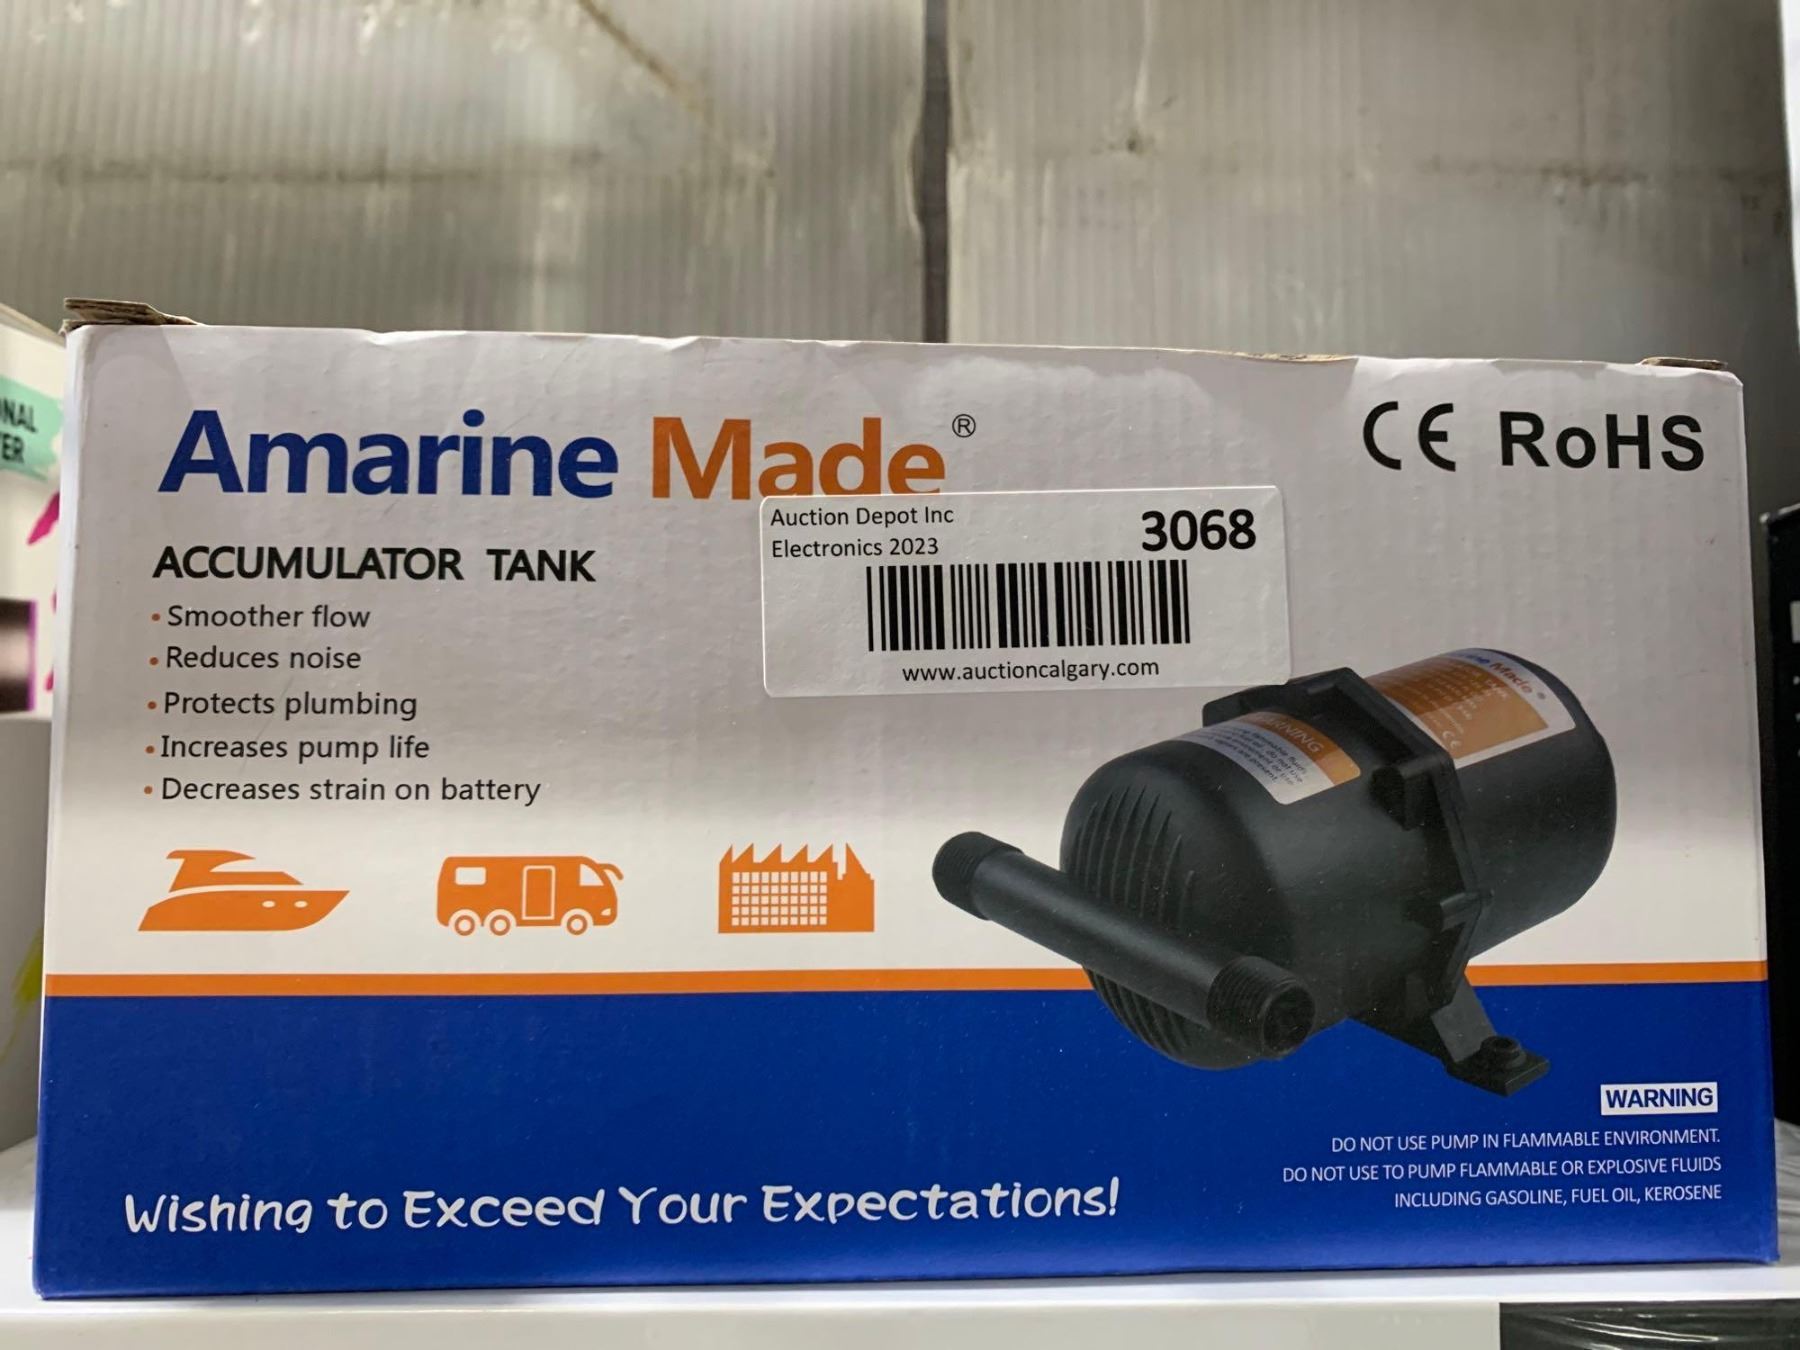 Amarine Made®
CE RoHS
ACCUMULATOR TANK
• Smoother flow
• Reduces noise
• Protects plumbing
• Increases pump life
• Decreases strain on battery
Auction Depot Inc
Electronics 2023
3068
www.auctioncalgary.com
Made®
CE
WARNING
DO NOT USE PUMP IN FLAMMABLE ENVIRONMENT.
DO NOT USE TO PUMP FLAMMABLE OR EXPLOSIVE FLUIDS
INCLUDING GASOLINE, FUEL OIL, KEROSENE
Wishing to Exceed Your Expectations!